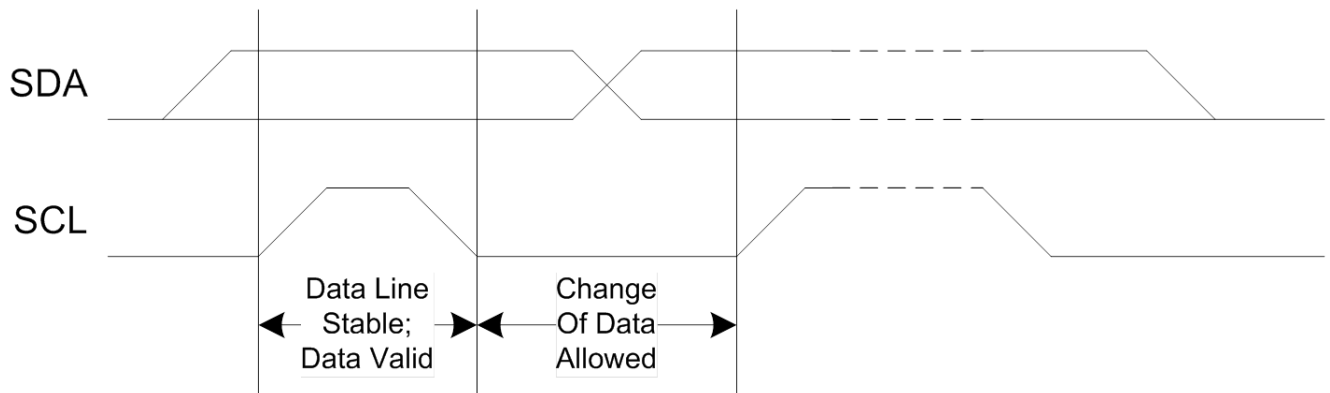 SDA
SCL
Data Line
Stable;
Data Valid
Change
Of Data
Allowed